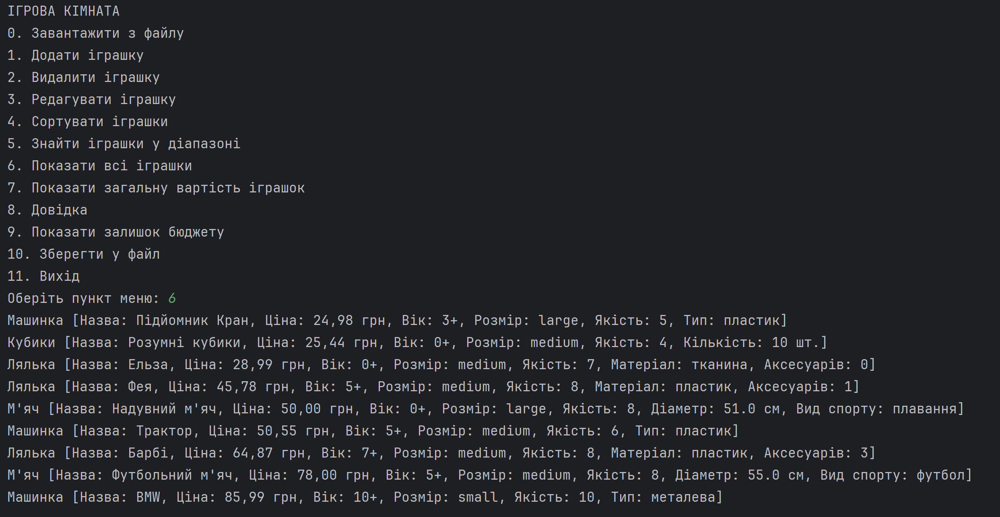 ІГРОВА КІМНАТА
0. Завантажити з файлу
1. Додати іграшку
2. Видалити іграшку
3. Редагувати іграшку
4. Сортувати іграшки
5. Знайти іграшки у діапазоні
6. Показати всі іграшки
7. Показати загальну вартість іграшок
8. Довідка
9. Показати залишок бюджету
10. Зберегти у файл
11. Вихід
Оберіть пункт меню: 6
Машинка [Назва: Підйомник Кран, Ціна: 24,98 грн, Вік: 3+, Розмір: large, Якість: 5, Тип: пластик]
Кубики [Назва: Розумні кубики, Ціна: 25,44 грн, Вік: 0+, Розмір: medium, Якість: 4, Кількість: 10 шт.]
Лялька [Назва: Ельза, Ціна: 28,99 грн, Вік: 0+, Розмір: medium, Якість: 7, Матеріал: тканина, Аксесуарів: 0]
Лялька [Назва: Фея, Ціна: 45,78 грн, Вік: 5+, Розмір: medium, Якість: 8, Матеріал: пластик, Аксесуарів: 1]
М'яч [Назва: Надувний м'яч, Ціна: 50,00 грн, Вік: 0+, Розмір: large, Якість: 8, Діаметр: 51.0 см, Вид спорту: плавання]
Машинка [Назва: Трактор, Ціна: 50,55 грн, Вік: 5+, Розмір: medium, Якість: 6, Тип: пластик]
Лялька [Назва: Барбі, Ціна: 64,87 грн, Вік: 7+, Розмір: medium, Якість: 8, Матеріал: пластик, Аксесуарів: 3]
М'яч [Назва: Футбольний м'яч, Ціна: 78,00 грн, Вік: 5+, Розмір: medium, Якість: 8, Діаметр: 55.0 см, Вид спорту: футбол]
Машинка [Назва: BMW, Ціна: 85,99 грн, Вік: 10+, Розмір: small, Якість: 10, Тип: металева]